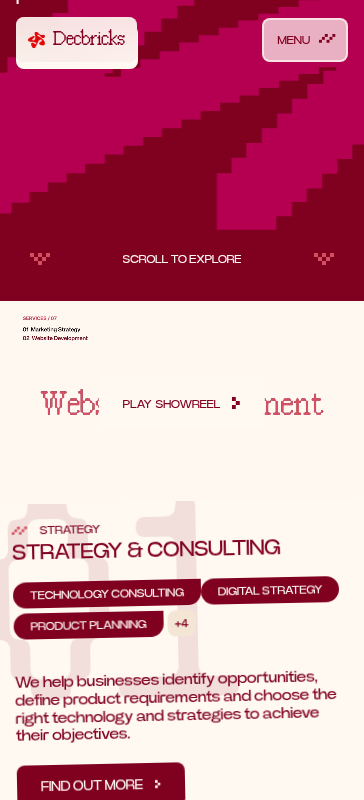 Decbricks
MENU
SCROLL TO EXPLORE
SERVICES / 07
01 Marketing Strategy
02 Website Development
PLAY SHOWREEL
01
STRATEGY
STRATEGY & CONSULTING
TECHNOLOGY CONSULTING
DIGITAL STRATEGY
PRODUCT PLANNING
+4
We help businesses identify opportunities,
define product requirements and choose the
right technology and strategies to achieve
their objectives.
FIND OUT MORE